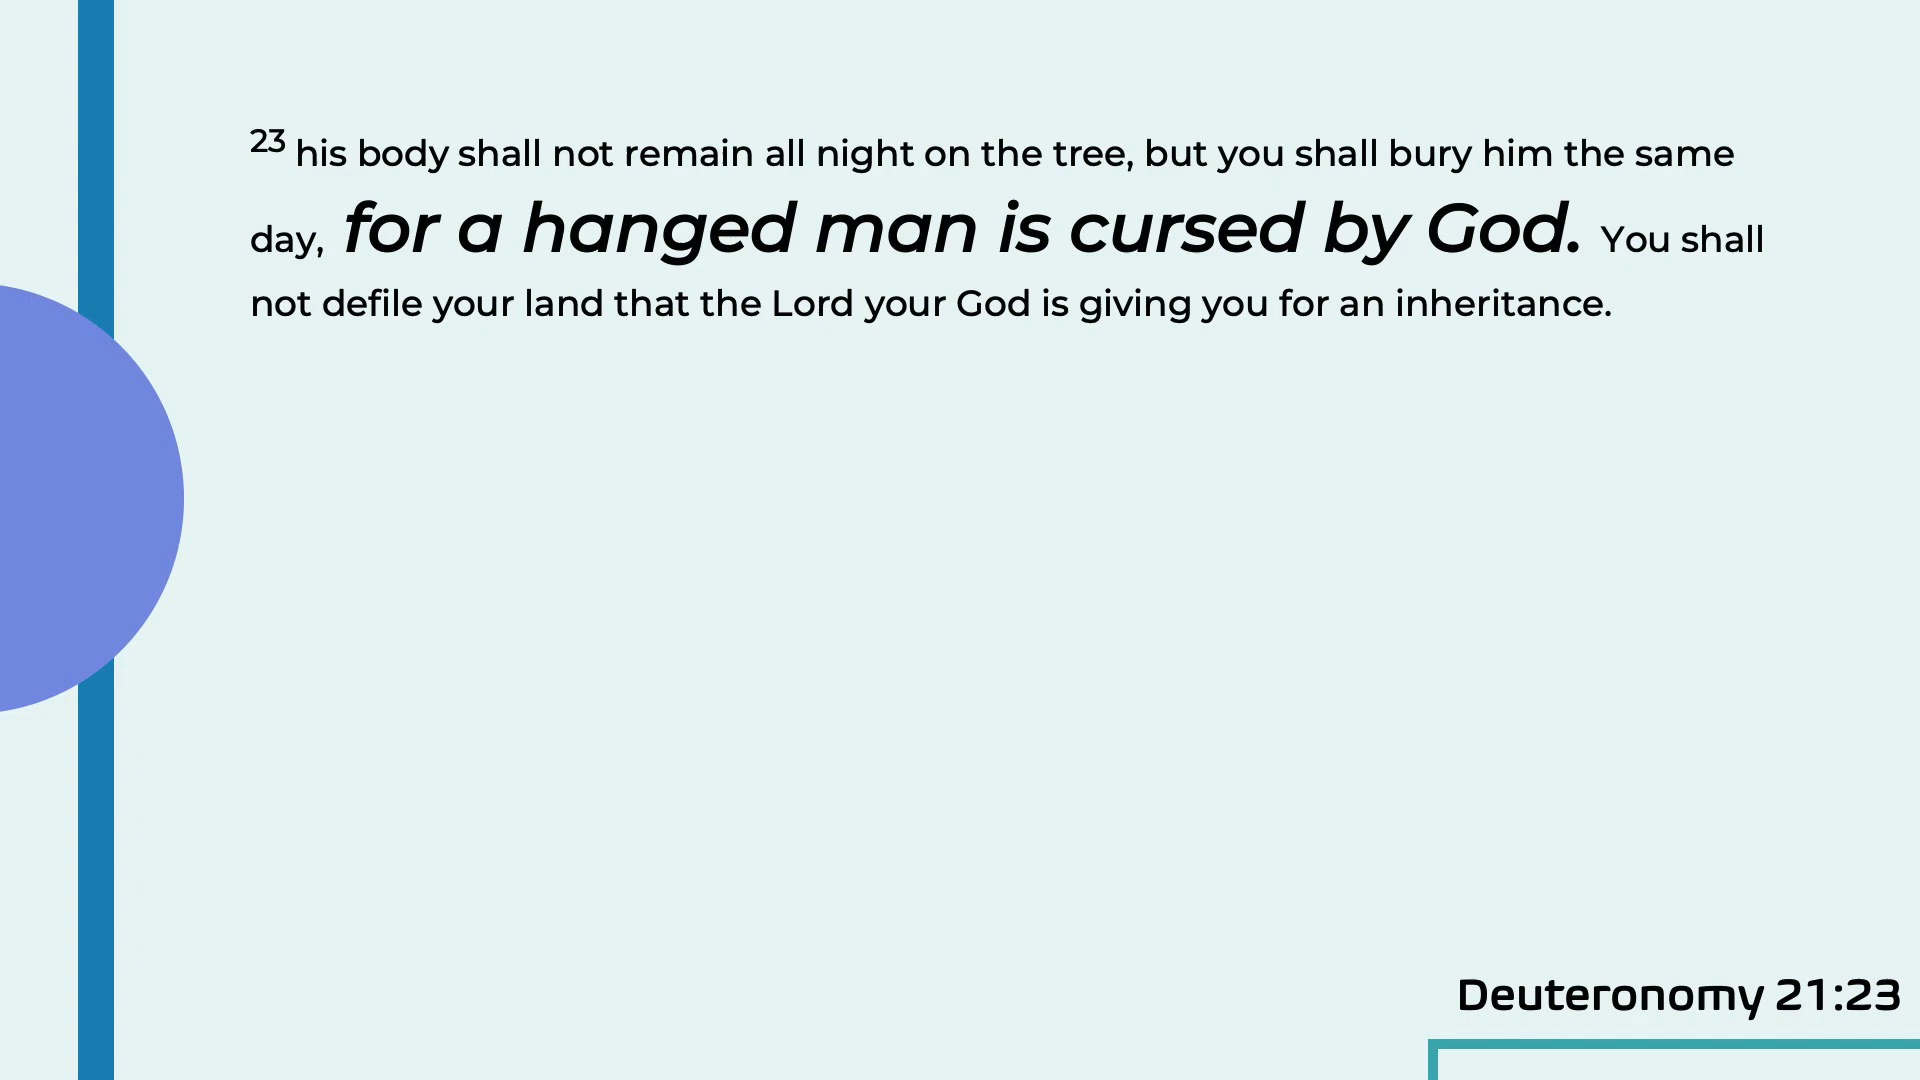 23 his body shall not remain all night on the tree, but you shall bury him the same
day, for a hanged man is cursed by God. You shall
not defile your land that the Lord your God is giving you for an inheritance.
Deuteronomy 21:23